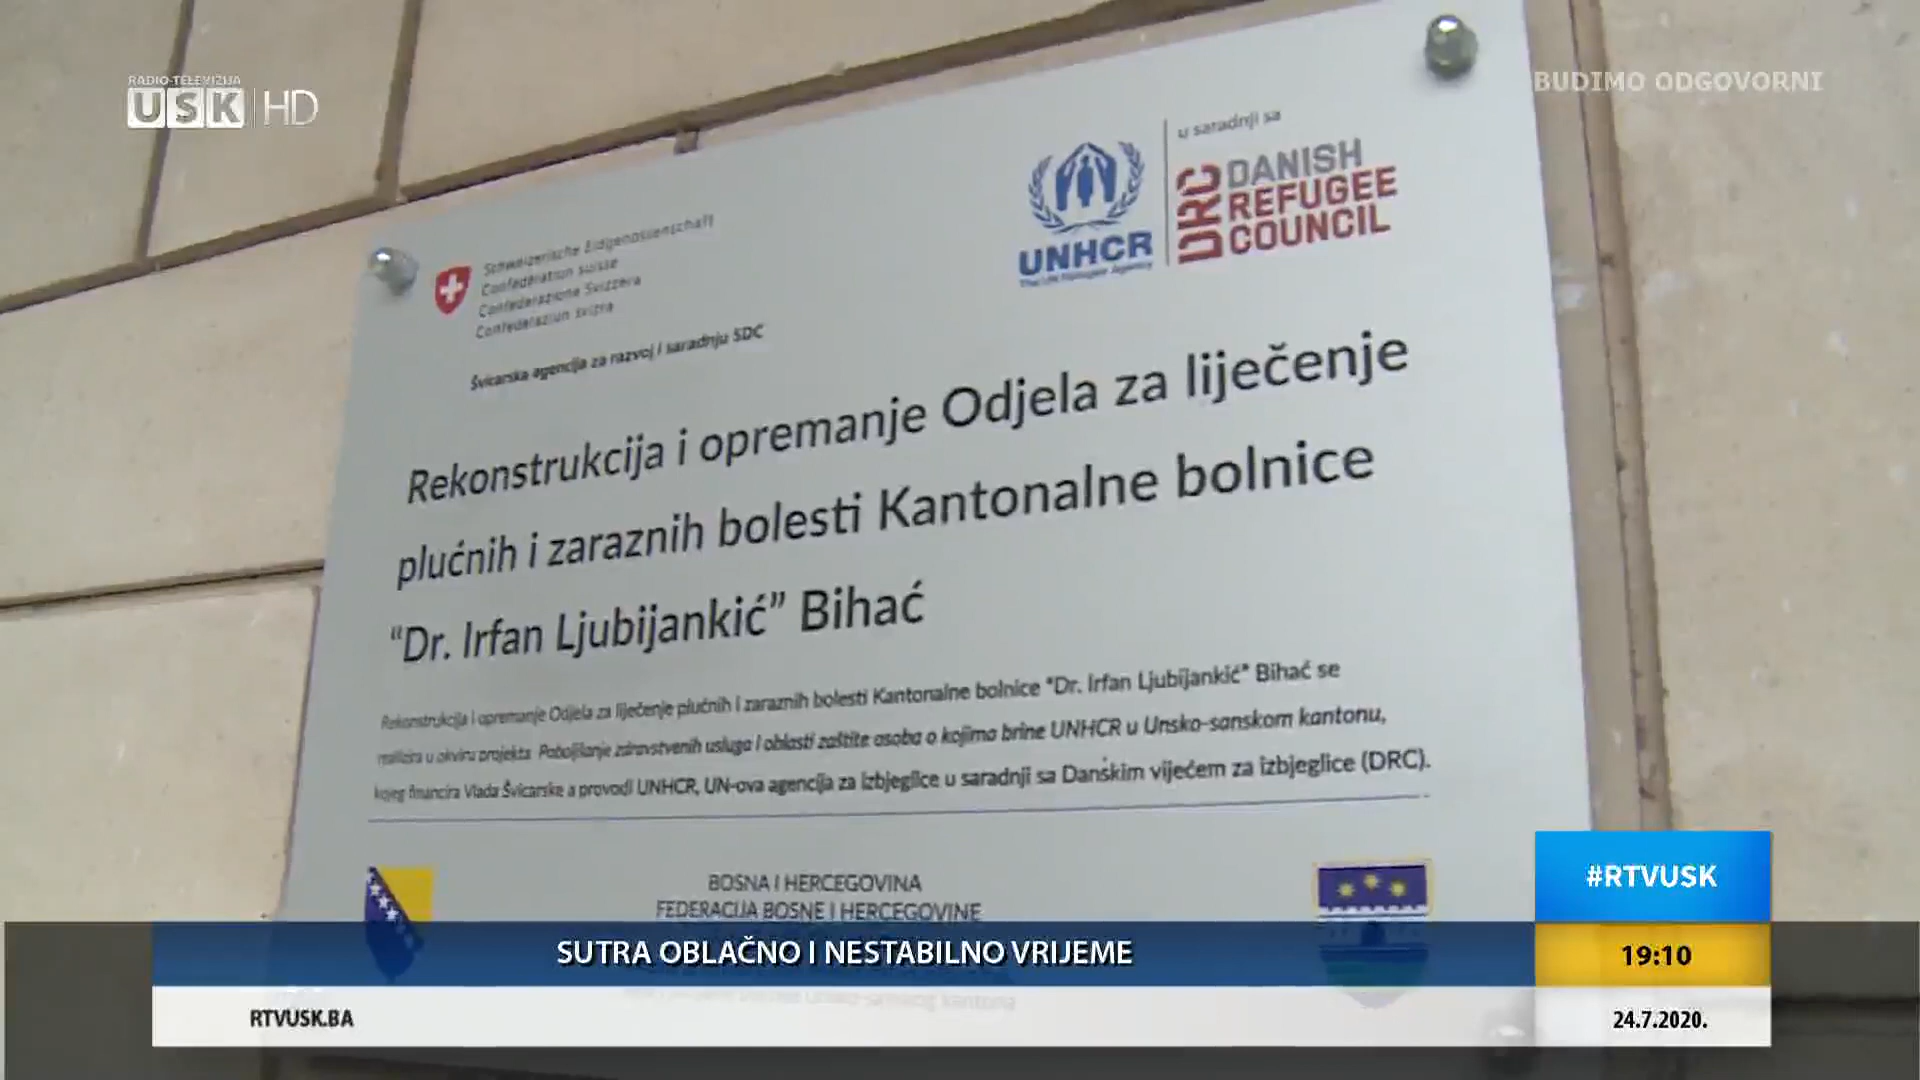 RADIO-TELEVIZIJA
USK HD
BUDIMO ODGOVORNI
Schweizerische Eidgenossenschaft
Confédération suisse
Confederazione Svizzera
Confederaziun svizra
Švicarska agencija za razvoj i saradnju SDC
UNHCR
The UN Refugee Agency
u saradnji sa
DRC DANISH
REFUGEE
COUNCIL
Rekonstrukcija i opremanje Odjela za liječenje
plućnih i zaraznih bolesti Kantonalne bolnice
“Dr. Irfan Ljubijankić” Bihać
Rekonstrukcija i opremanje Odjela za liječenje plućnih i zaraznih bolesti Kantonalne bolnice "Dr. Irfan Ljubijankić" Bihać se
realizira u okviru projekta Poboljšanje zdravstvenih usluga i oblasti zaštite osoba o kojima brine UNHCR u Unsko-sanskom kantonu,
kojeg financira Vlada Švicarske a provodi UNHCR, UN-ova agencija za izbjeglice u saradnji sa Danskim vijećem za izbjeglice (DRC).
BOSNA I HERCEGOVINA
FEDERACIJA BOSNE I HERCEGOVINE
#RTVUSK
SUTRA OBLAČNO I NESTABILNO VRIJEME
19:10
RTVUSK.BA
24.7.2020.